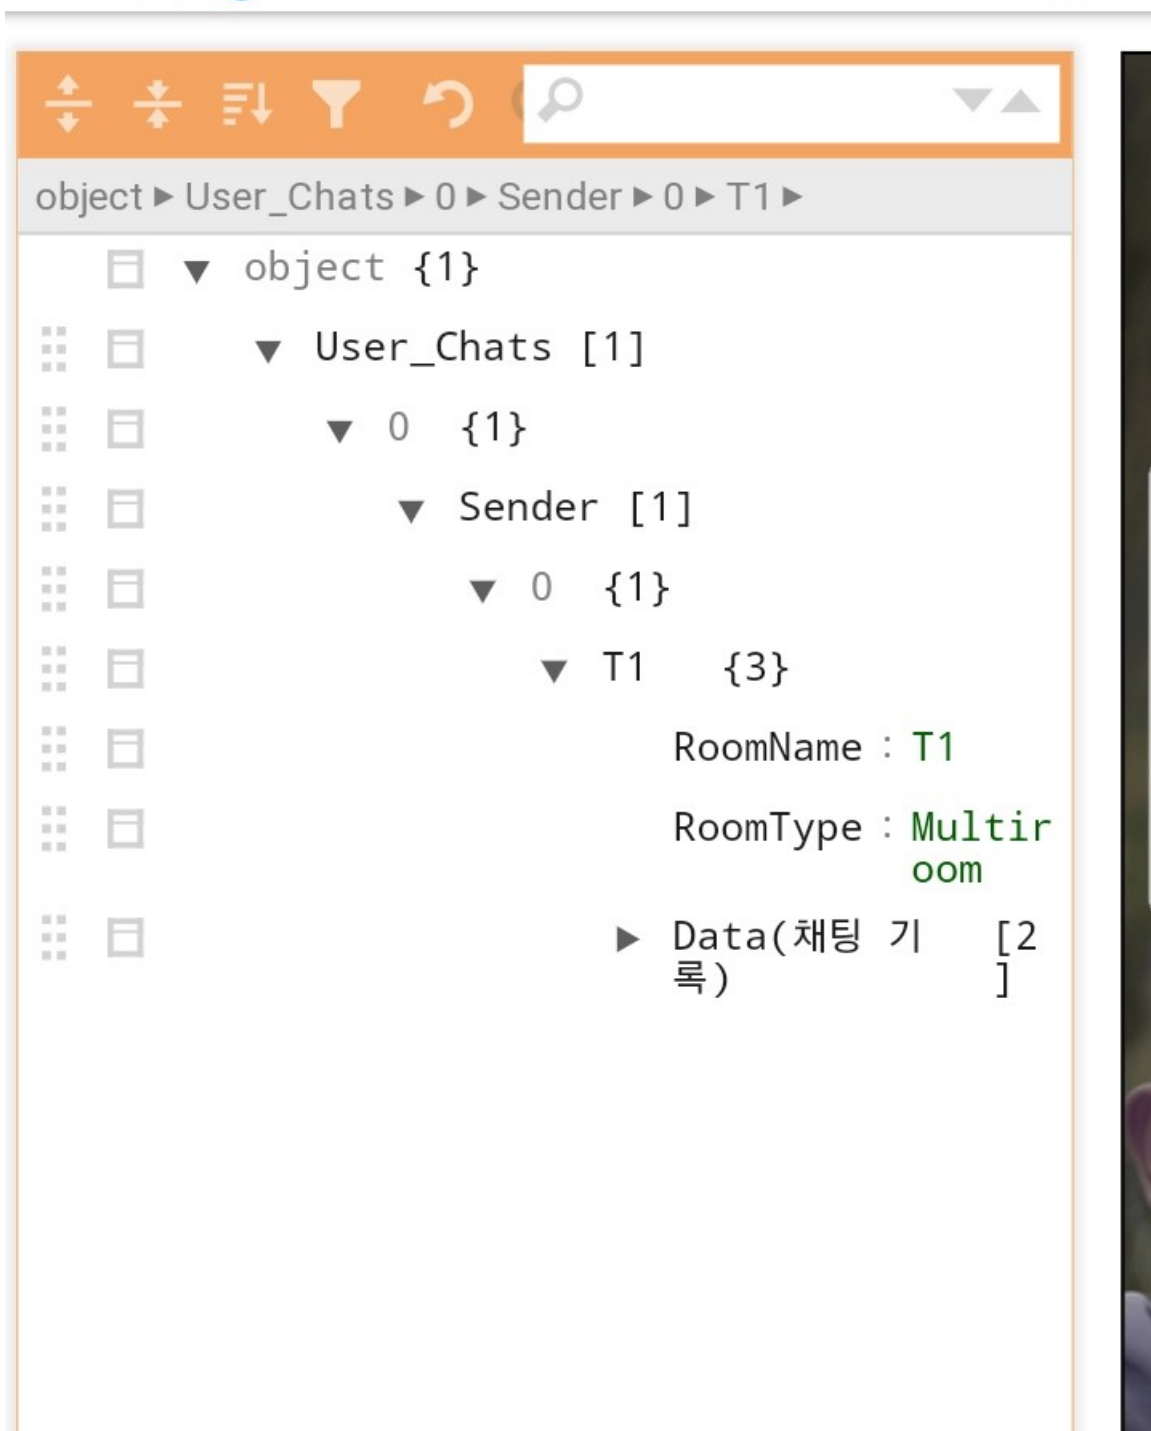 object ▸ User_Chats ▸ 0 ▸ Sender ▸ 0 ▸ T1 ▸
object {1}
User_Chats [1]
0 {1}
Sender [1]
0 {1}
T1 {3}
RoomName : T1
RoomType : Multir
oom
Data(채팅 기 [2
록) ]